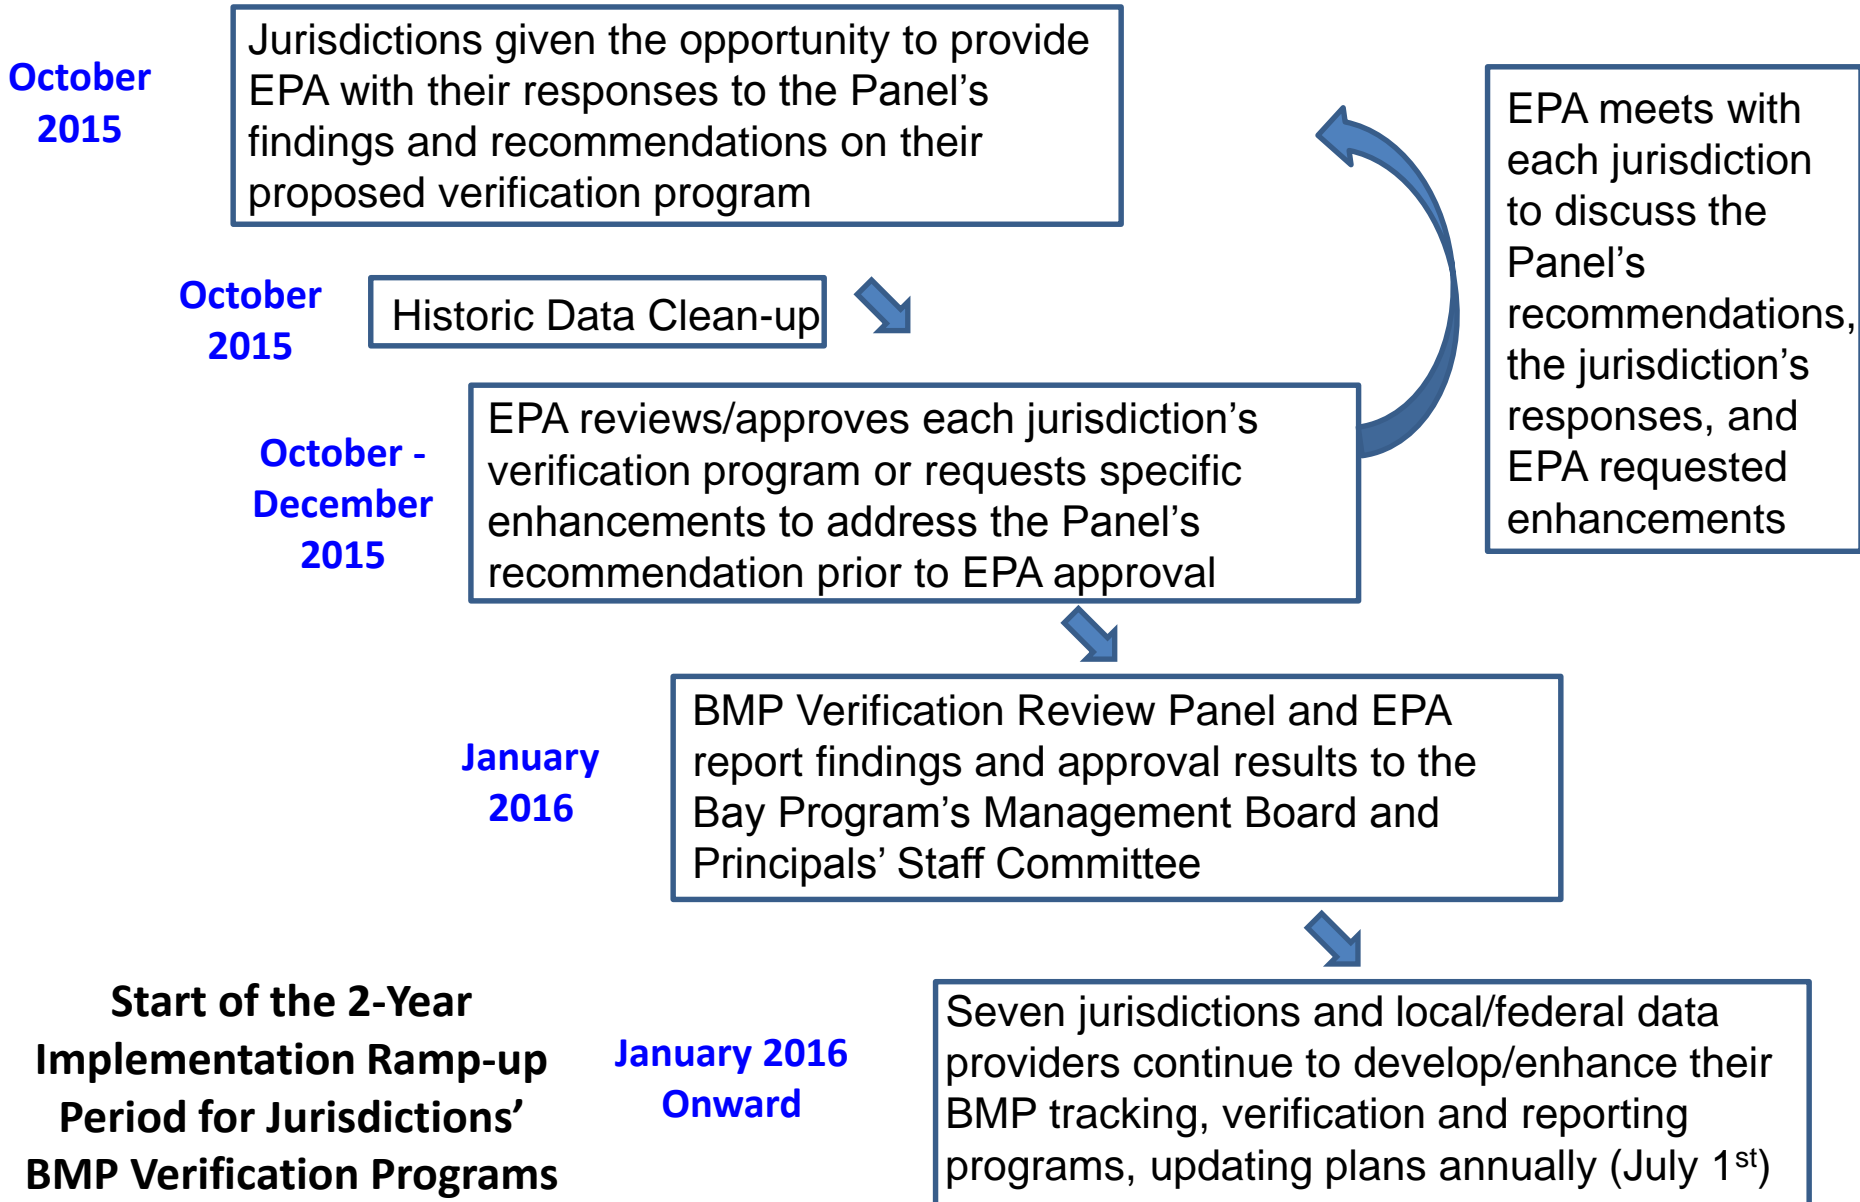 October
2015
Jurisdictions given the opportunity to provide
EPA with their responses to the Panel’s
findings and recommendations on their
proposed verification program
EPA meets with
each jurisdiction
to discuss the
Panel’s
recommendations,
the jurisdiction’s
responses, and
EPA requested
enhancements
October
2015
Historic Data Clean-up
October -
December
2015
EPA reviews/approves each jurisdiction’s
verification program or requests specific
enhancements to address the Panel’s
recommendation prior to EPA approval
January
2016
BMP Verification Review Panel and EPA
report findings and approval results to the
Bay Program’s Management Board and
Principals’ Staff Committee
Start of the 2-Year
Implementation Ramp-up
Period for Jurisdictions’
BMP Verification Programs
January 2016
Onward
Seven jurisdictions and local/federal data
providers continue to develop/enhance their
BMP tracking, verification and reporting
programs, updating plans annually (July 1st)